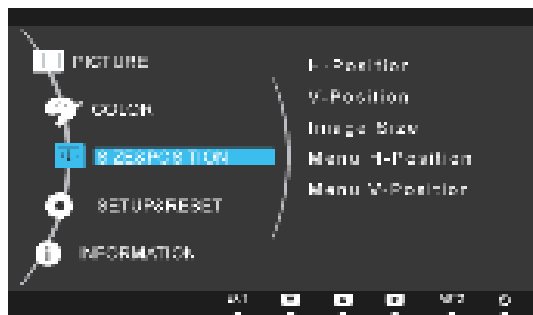 PICTURE
COLOR
SIZE&POSITION
SETUP&RESET
INFORMATION
H-Position
V-Position
Image Size
Menu H-Position
Menu V-Position